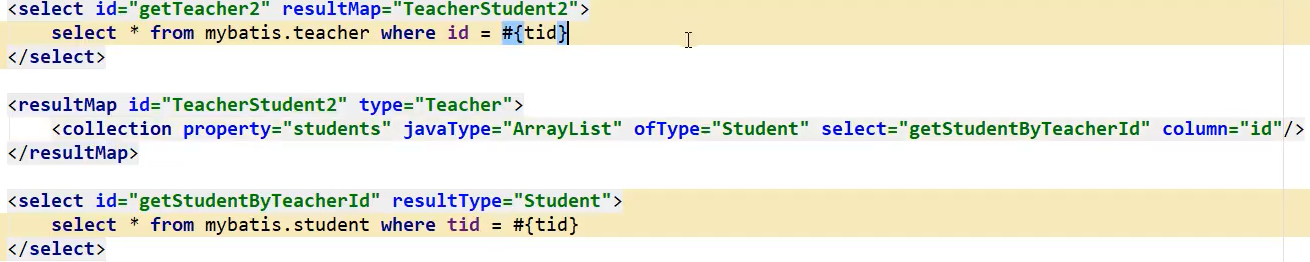 <select id="getTeacher2" resultMap="TeacherStudent2">
    select * from mybatis.teacher where id = #{tid}
</select>
<resultMap id="TeacherStudent2" type="Teacher">
    <collection property="students" javaType="ArrayList" ofType="Student" select="getStudentByTeacherId" column="id"/>
</resultMap>
<select id="getStudentByTeacherId" resultType="Student">
    select * from mybatis.student where tid = #{tid}
</select>